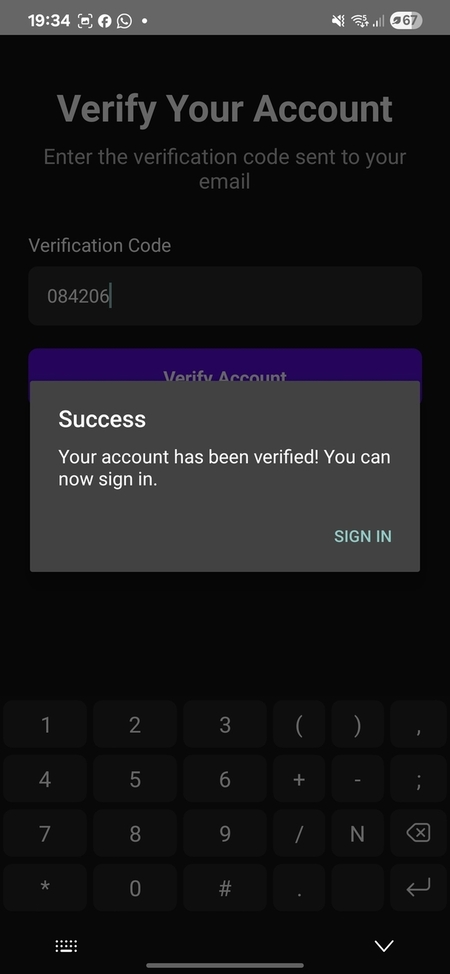 19:34
67
Verify Your Account
Enter the verification code sent to your
email
Verification Code
084206
Verify Account
Success
Your account has been verified! You can
now sign in.
SIGN IN
1 2 3 ( ) ,
4 5 6 + - ;
7 8 9 / N
* 0 # .